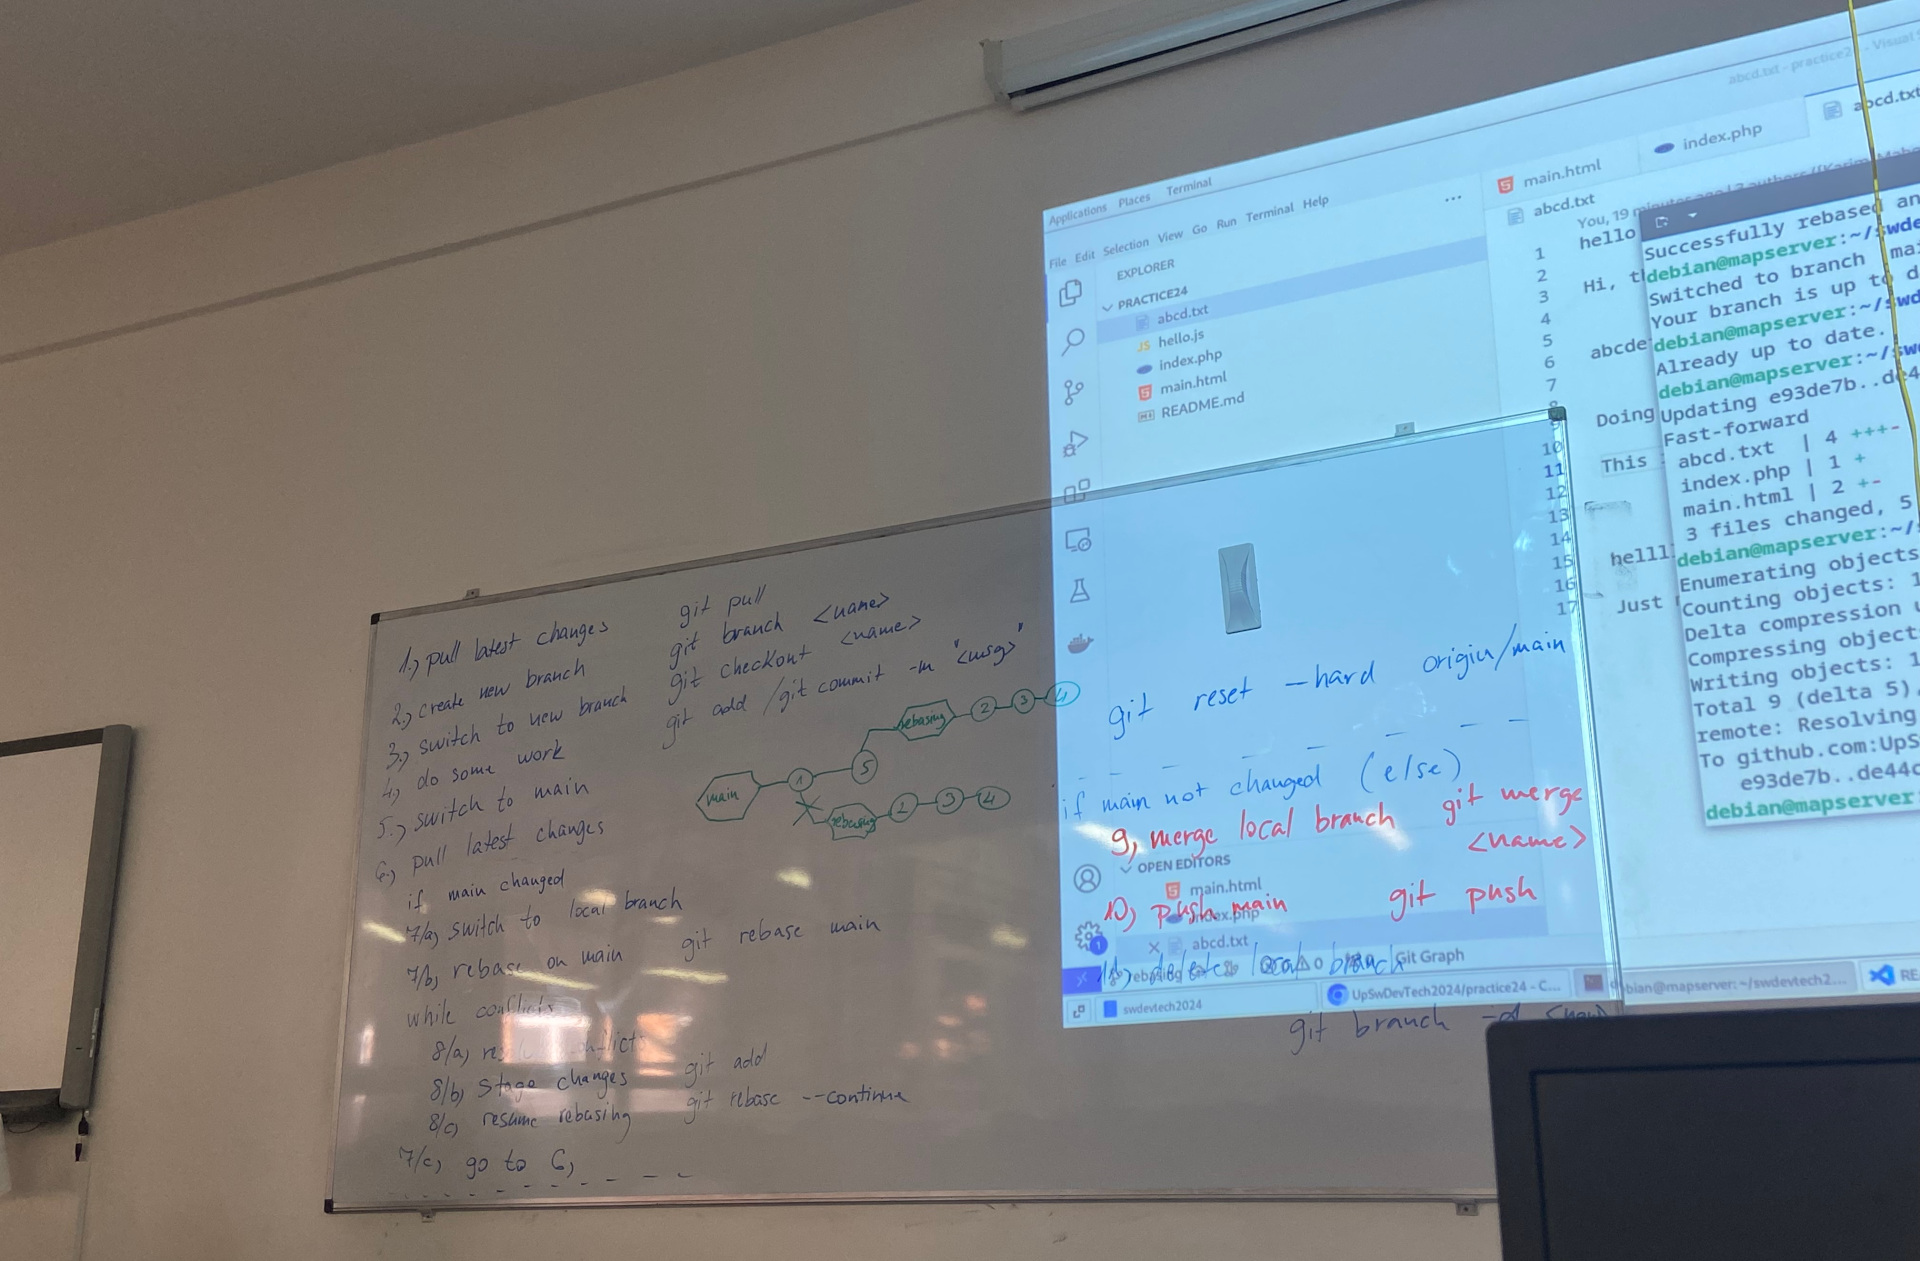 1.) pull latest changes git pull
2.) create new branch git branch <name>
3.) switch to new branch git checkout <name>
4.) do some work git add / git commit -m "<msg>"
5.) switch to main
6.) pull latest changes
if main changed
7/a) switch to local branch
7/b) rebase on main git rebase main
while conflicts
8/a) conflict
8/b) stage changes git add
8/c) resume rebasing git rebase --continue
7/c) go to 6)
rebasing 2 3 4
main 1 5
rebasing 2 3 4
git reset --hard origin/main
if main not changed (else)
9, merge local branch git merge
<name>
10) push main git push
11) delete local branch
git branch -d
Applications Places Terminal
File Edit Selection View Go Run Terminal Help
EXPLORER
PRACTICE24
abcd.txt
hello.js
index.php
main.html
README.md
OPEN EDITORS
main.html
index.php
abcd.txt
Git Graph
swdevtech2024
UpSwDevTech2024/practice24 - C...
debian@mapserver: ~/swdevtech2...
abcd.txt - practice24 - Visual
main.html
index.php
abcd.txt
abcd.txt
You, 19 minutes ago
1 hello
2
3 Hi,
4
5
6 abcde
7
8
9 Doing
10
11 This
12
13
14
15
16
17 Just
Successfully rebased an
debian@mapserver:~/swde
Switched to branch 'mai
Your branch is up to d
debian@mapserver:~/swd
Already up to date.
debian@mapserver:~/sw
Updating e93de7b..de4
Fast-forward
abcd.txt | 4 +++-
index.php | 1 +
main.html | 2 +-
3 files changed, 5
debian@mapserver:~/
Enumerating objects
Counting objects: 1
Delta compression u
Compressing object
Writing objects: 1
Total 9 (delta 5),
remote: Resolving
To github.com:UpS
e93de7b..de44c
debian@mapserver: